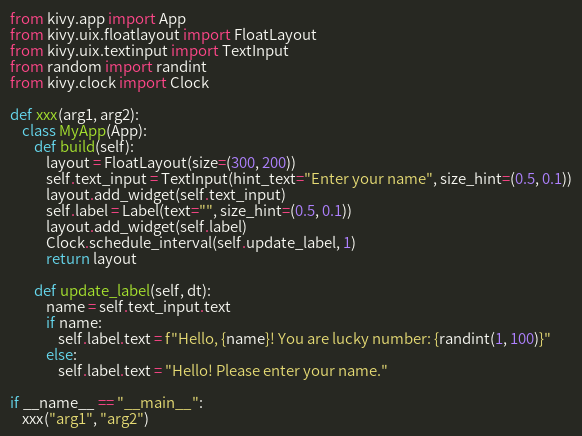 from kivy.app import App
from kivy.uix.floatlayout import FloatLayout
from kivy.uix.textinput import TextInput
from random import randint
from kivy.clock import Clock

def xxx(arg1, arg2):
    class MyApp(App):
        def build(self):
            layout = FloatLayout(size=(300, 200))
            self.text_input = TextInput(hint_text="Enter your name", size_hint=(0.5, 0.1))
            layout.add_widget(self.text_input)
            self.label = Label(text="", size_hint=(0.5, 0.1))
            layout.add_widget(self.label)
            Clock.schedule_interval(self.update_label, 1)
            return layout

        def update_label(self, dt):
            name = self.text_input.text
            if name:
                self.label.text = f"Hello, {name}! You are lucky number: {randint(1, 100)}"
            else:
                self.label.text = "Hello! Please enter your name."

if __name__ == "__main__":
    xxx("arg1", "arg2")